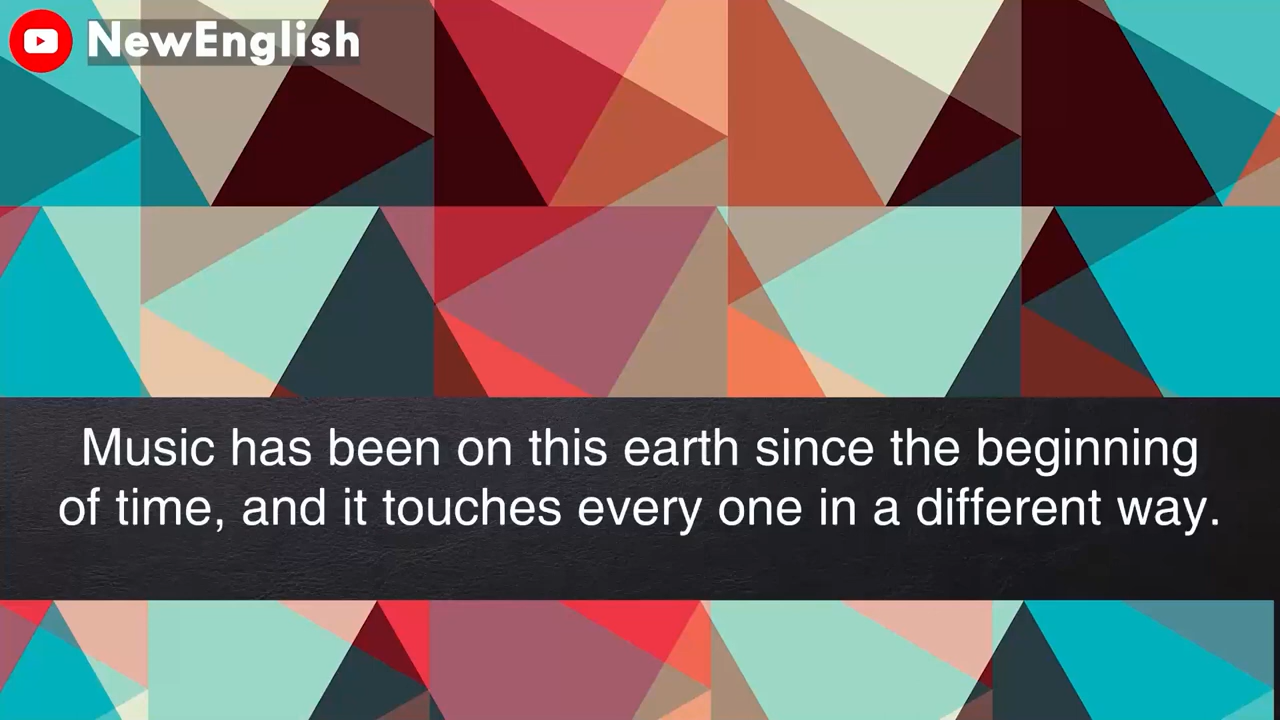 NewEnglish
Music has been on this earth since the beginning
of time, and it touches every one in a different way.